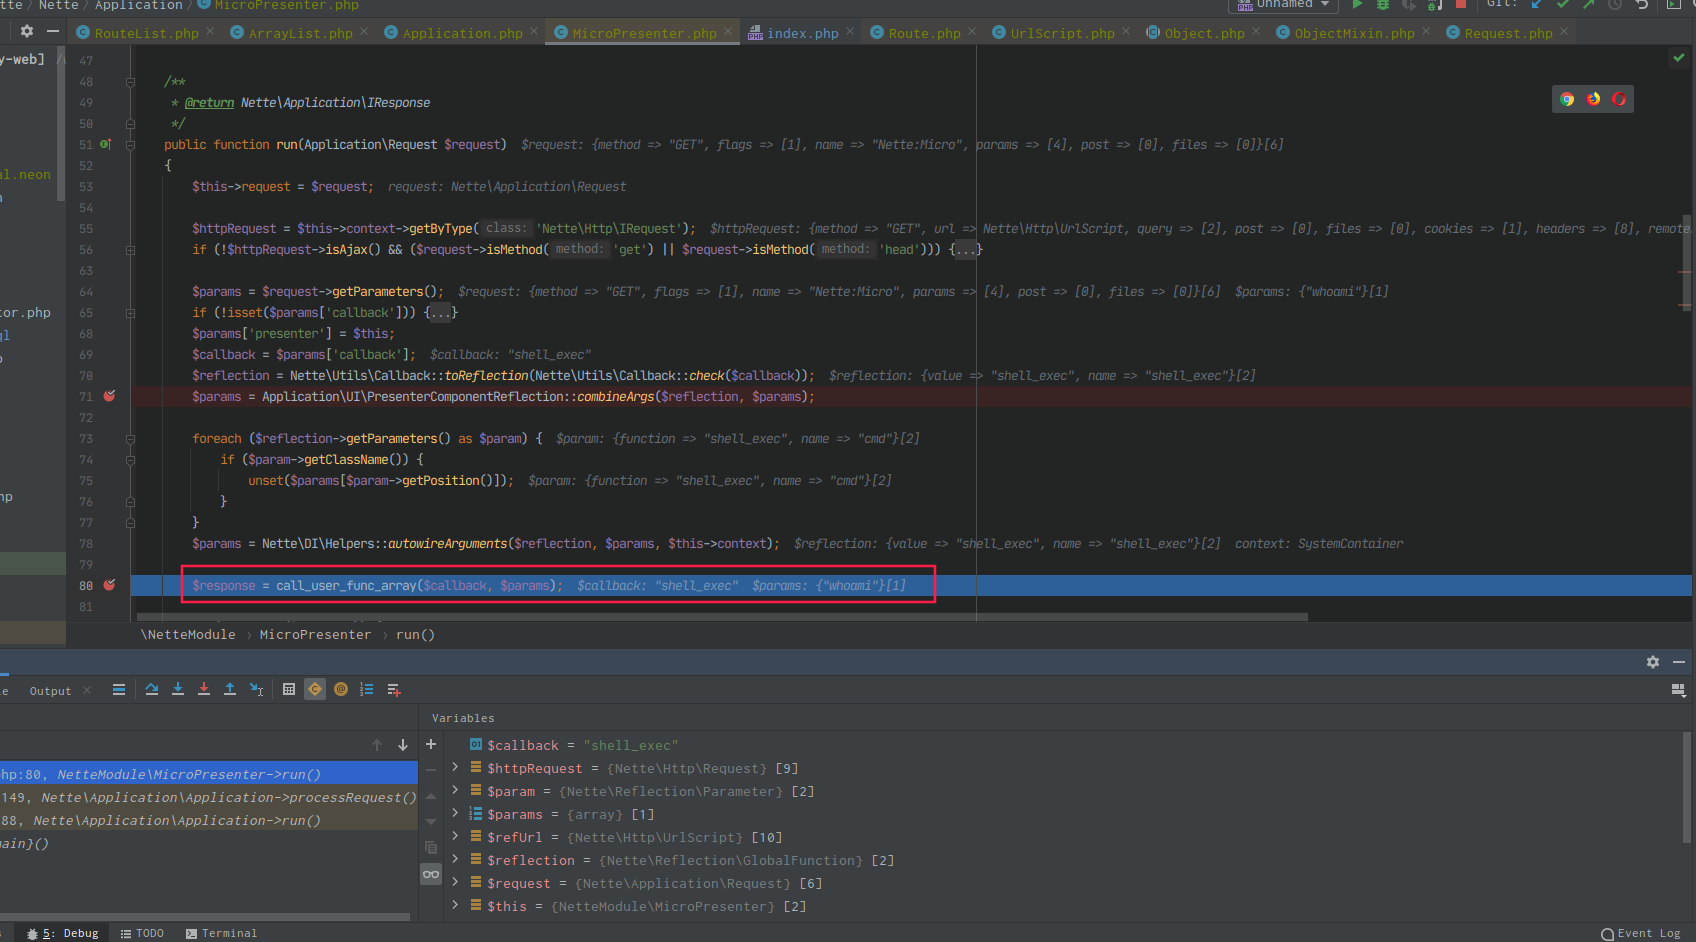 tte › Nette › Application › MicroPresenter.php
Unnamed
Git:
RouteList.php
ArrayList.php
Application.php
MicroPresenter.php
index.php
Route.php
UrlScript.php
Object.php
ObjectMixin.php
Request.php
y-web]
al.neon
tor.php
ql
hp
47
48 /**
49 * @return Nette\Application\IResponse
50 */
51 public function run(Application\Request $request) $request: {method => "GET", flags => [1], name => "Nette:Micro", params => [4], post => [0], files => [0]}[6]
52 {
53 $this->request = $request; request: Nette\Application\Request
54
55 $httpRequest = $this->context->getByType( class: 'Nette\Http\IRequest'); $httpRequest: {method => "GET", url => Nette\Http\UrlScript, query => [2], post => [0], files => [0], cookies => [1], headers => [8], remote
56 if (!$httpRequest->isAjax() && ($request->isMethod( method: 'get') || $request->isMethod( method: 'head'))) {...}
63
64 $params = $request->getParameters(); $request: {method => "GET", flags => [1], name => "Nette:Micro", params => [4], post => [0], files => [0]}[6] $params: {"whoami"}[1]
65 if (!isset($params['callback'])) {...}
68 $params['presenter'] = $this;
69 $callback = $params['callback']; $callback: "shell_exec"
70 $reflection = Nette\Utils\Callback::toReflection(Nette\Utils\Callback::check($callback)); $reflection: {value => "shell_exec", name => "shell_exec"}[2]
71 $params = Application\UI\PresenterComponentReflection::combineArgs($reflection, $params);
72
73 foreach ($reflection->getParameters() as $param) { $param: {function => "shell_exec", name => "cmd"}[2]
74 if ($param->getClassName()) {
75 unset($params[$param->getPosition()]); $param: {function => "shell_exec", name => "cmd"}[2]
76 }
77 }
78 $params = Nette\DI\Helpers::autowireArguments($reflection, $params, $this->context); $reflection: {value => "shell_exec", name => "shell_exec"}[2] context: SystemContainer
79
80 $response = call_user_func_array($callback, $params); $callback: "shell_exec" $params: {"whoami"}[1]
81
\NetteModule › MicroPresenter › run()
le Output
Variables
hp:80, NetteModule\MicroPresenter->run()
149, Nette\Application\Application->processRequest()
88, Nette\Application\Application->run()
main}()
$callback = "shell_exec"
$httpRequest = {Nette\Http\Request} [9]
$param = {Nette\Reflection\Parameter} [2]
$params = {array} [1]
$refUrl = {Nette\Http\UrlScript} [10]
$reflection = {Nette\Reflection\GlobalFunction} [2]
$request = {Nette\Application\Request} [6]
$this = {NetteModule\MicroPresenter} [2]
5: Debug
TODO
Terminal
Event Log